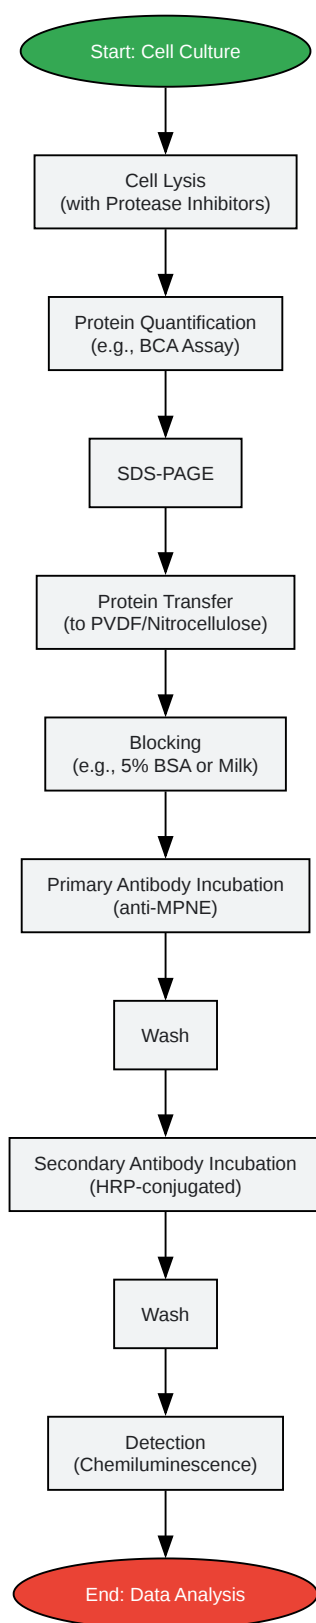 Start: Cell Culture
Cell Lysis
(with Protease Inhibitors)
Protein Quantification
(e.g., BCA Assay)
SDS-PAGE
Protein Transfer
(to PVDF/Nitrocellulose)
Blocking
(e.g., 5% BSA or Milk)
Primary Antibody Incubation
(anti-MPNE)
Wash
Secondary Antibody Incubation
(HRP-conjugated)
Wash
Detection
(Chemiluminescence)
End: Data Analysis